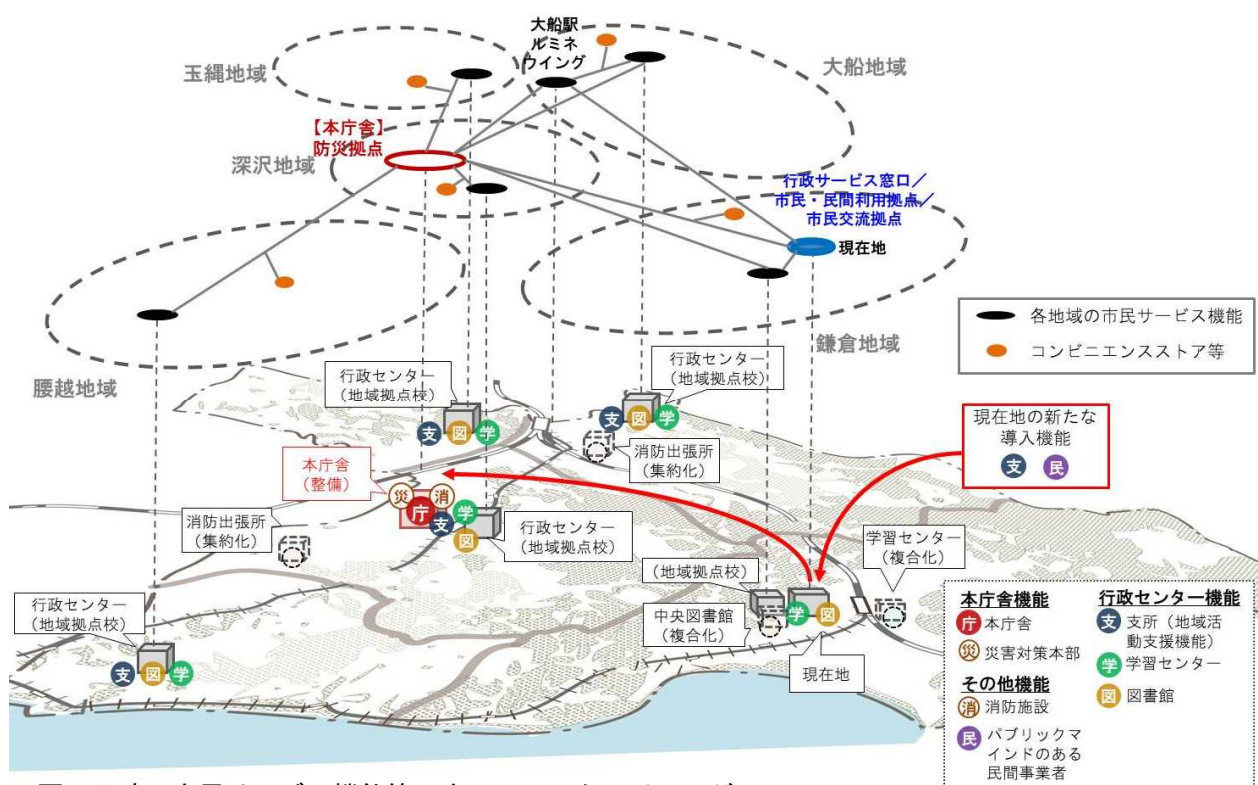 大船駅
ルミネ
ウイング
玉縄地域
大船地域
【本庁舎】
防災拠点
深沢地域
行政サービス窓口／
市民・民間利用拠点／
市民交流拠点
現在地
各地域の市民サービス機能
コンビニエンスストア等
鎌倉地域
腰越地域
行政センター
（地域拠点校）
支 図 学
行政センター
（地域拠点校）
支 図 学
消防出張所
（集約化）
現在地の新たな
導入機能
支 民
本庁舎
（整備）
災 消
庁
支
学
図
行政センター
（地域拠点校）
消防出張所
（集約化）
学習センター
（複合化）
（地域拠点校）
中央図書館
（複合化）
学 図
現在地
行政センター
（地域拠点校）
支 図 学
本庁舎機能
庁 本庁舎
災 災害対策本部
その他機能
消 消防施設
民 パブリックマ
インドのある
民間事業者
行政センター機能
支 支所（地域活
動支援機能）
学 学習センター
図 図書館